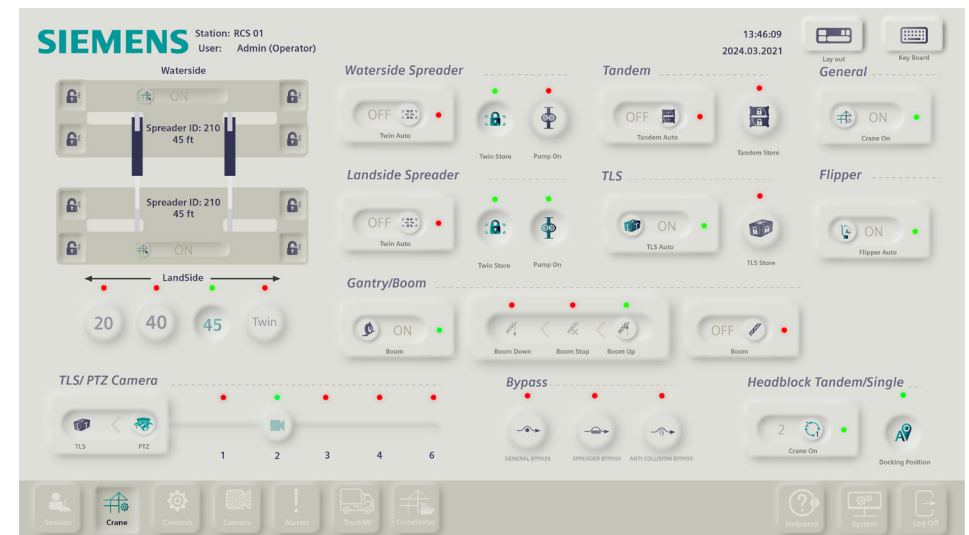 SIEMENS
Station: RCS 01
User: Admin (Operator)
13:46:09
2024.03.2021
Lay out
Key Board
Waterside
ON
Spreader ID: 210
45 ft
Spreader ID: 210
45 ft
ON
LandSide
20
40
45
Twin
Waterside Spreader
OFF
Twin Auto
Twin Store
Pump On
Tandem
OFF
Tandem Auto
Tandem Store
General
ON
Crane On
Landside Spreader
OFF
Twin Auto
Twin Store
Pump On
TLS
ON
TLS Auto
TLS Store
Flipper
ON
Flipper Auto
Gantry/Boom
ON
Boom
Boom Down
Boom Stop
Boom Up
OFF
Boom
TLS/ PTZ Camera
TLS
PTZ
1
2
3
4
6
Bypass
GENERAL BYPASS
SPREADER BYPASS
ANTI COLLISION BYPASS
Headblock Tandem/Single
2
1
Crane On
A
Docking Position
Session
Crane
Controls
Camera
Alarms
TruckMI
CraneStatus
Helpdesk
System
Log Off